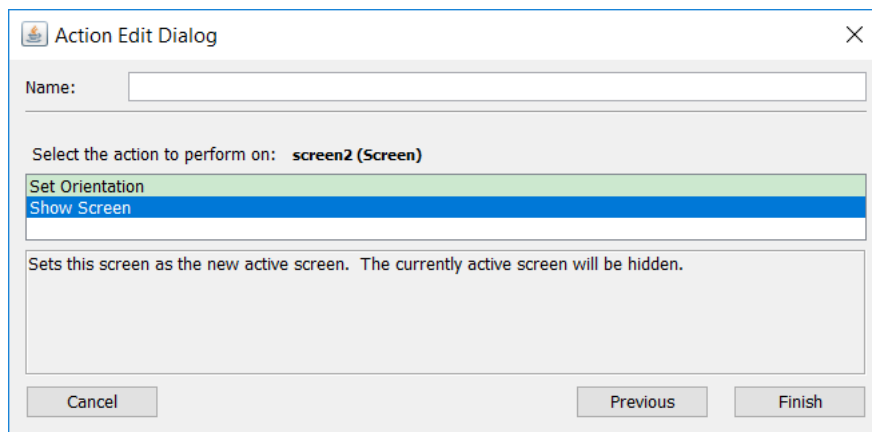 Action Edit Dialog
Name:
Select the action to perform on: screen2 (Screen)
Set Orientation
Show Screen
Sets this screen as the new active screen. The currently active screen will be hidden.
Cancel Previous Finish